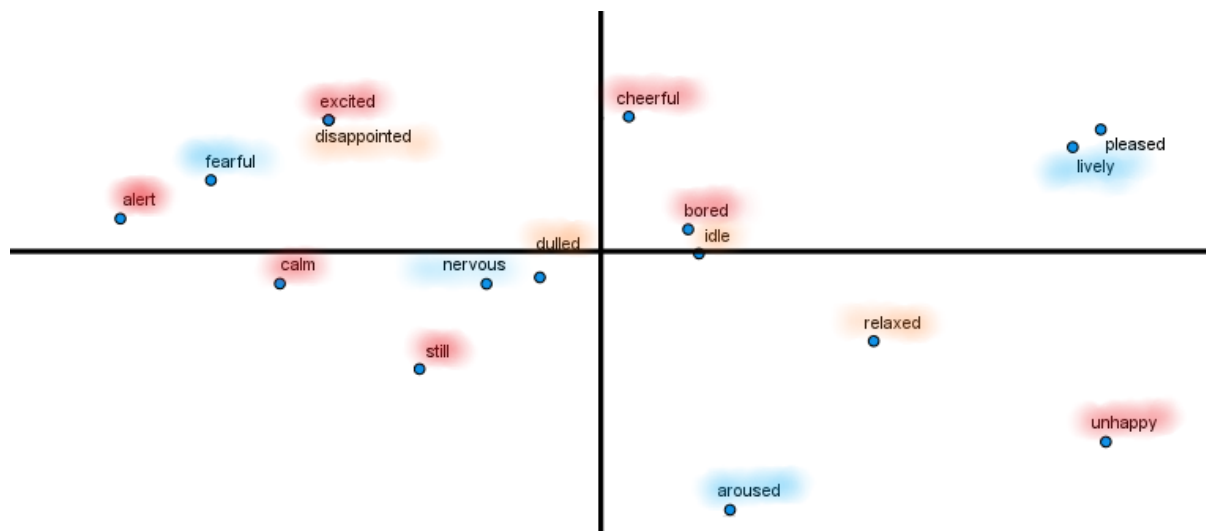 excited
cheerful
disappointed
pleased
fearful
lively
alert
bored
idle
dulled
calm
nervous
relaxed
still
unhappy
aroused